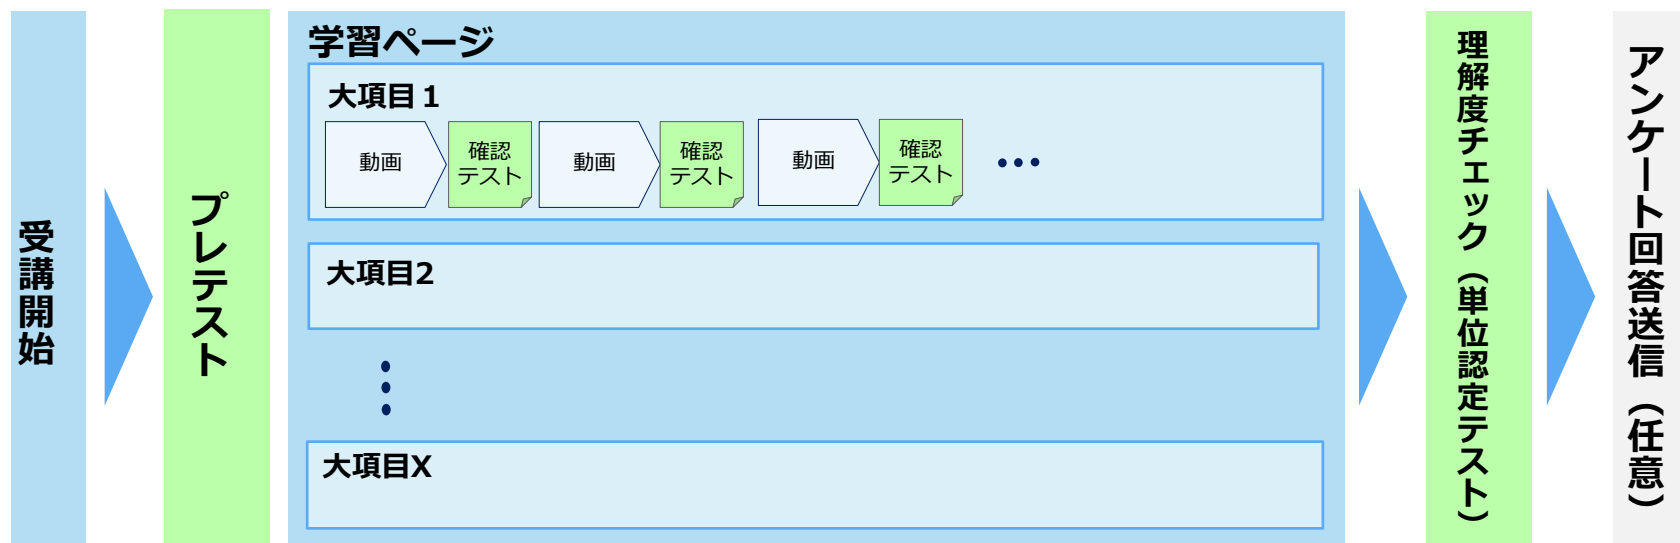 受講開始
プレテスト
学習ページ
大項目1
動画
確認
テスト
動画
確認
テスト
動画
確認
テスト
•••
大項目2
大項目X
理解度チェック（単位認定テスト）
アンケート回答送信（任意）